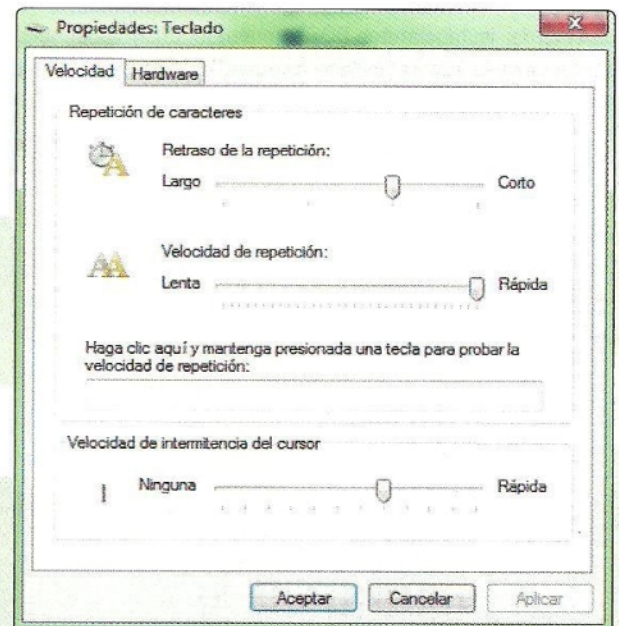 Propiedades: Teclado
Velocidad
Hardware
Repetición de caracteres
Retraso de la repetición:
Largo
Corto
Velocidad de repetición:
Lenta
Rápida
Haga clic aquí y mantenga presionada una tecla para probar la
velocidad de repetición:
Velocidad de intermitencia del cursor
Ninguna
Rápida
Aceptar
Cancelar
Aplicar